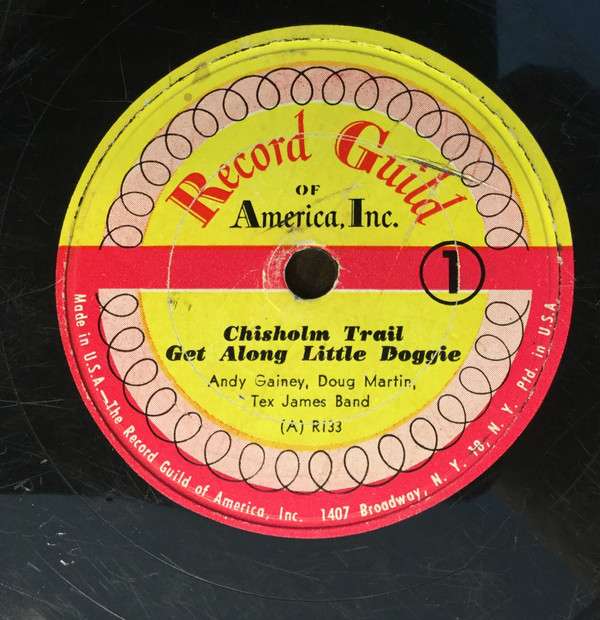 Record Guild
OF
America, Inc.
1
Chisholm Trail
Get Along Little Doggie
Andy Gainey, Doug Martin,
Tex James Band
(A) R133
Made in U.S.A.—The Record Guild of America, Inc. 1407 Broadway, N. Y. 18, N. Y. Ptd. in U.S.A.